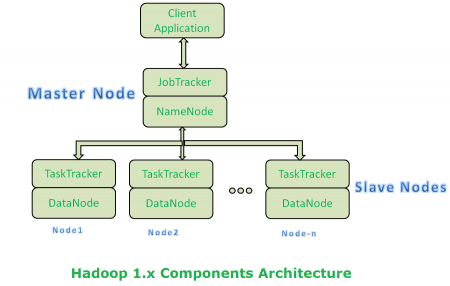 Client
Application
JobTracker
Master Node
NameNode
TaskTracker
TaskTracker
TaskTracker
Slave Nodes
DataNode
DataNode
DataNode
Node1
Node2
Node-n
Hadoop 1.x Components Architecture